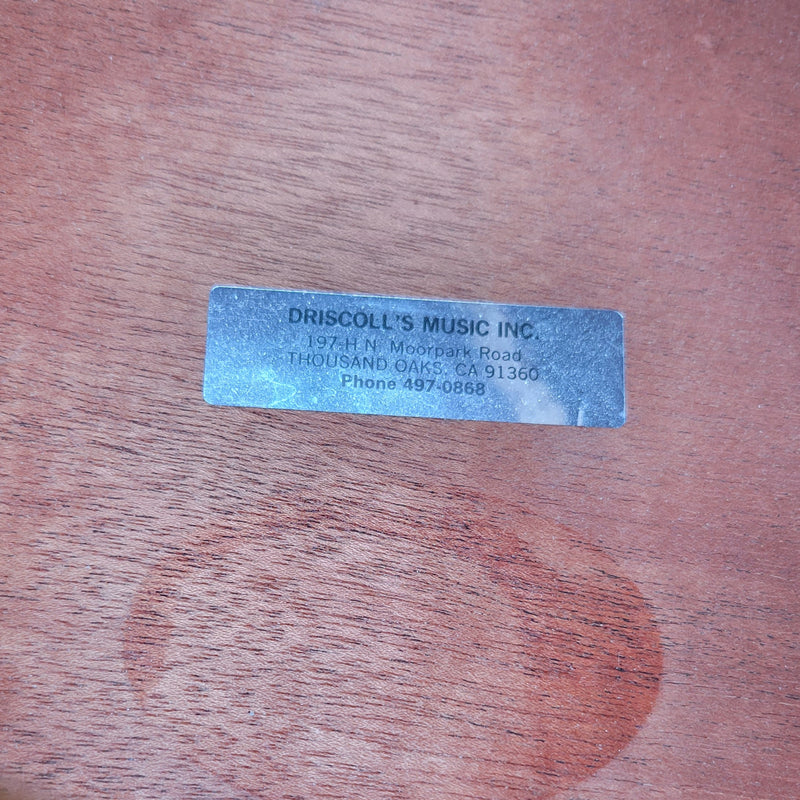 DRISCOLL'S MUSIC INC.
197-H N. Moorpark Road
THOUSAND OAKS, CA 91360
Phone 497-0868